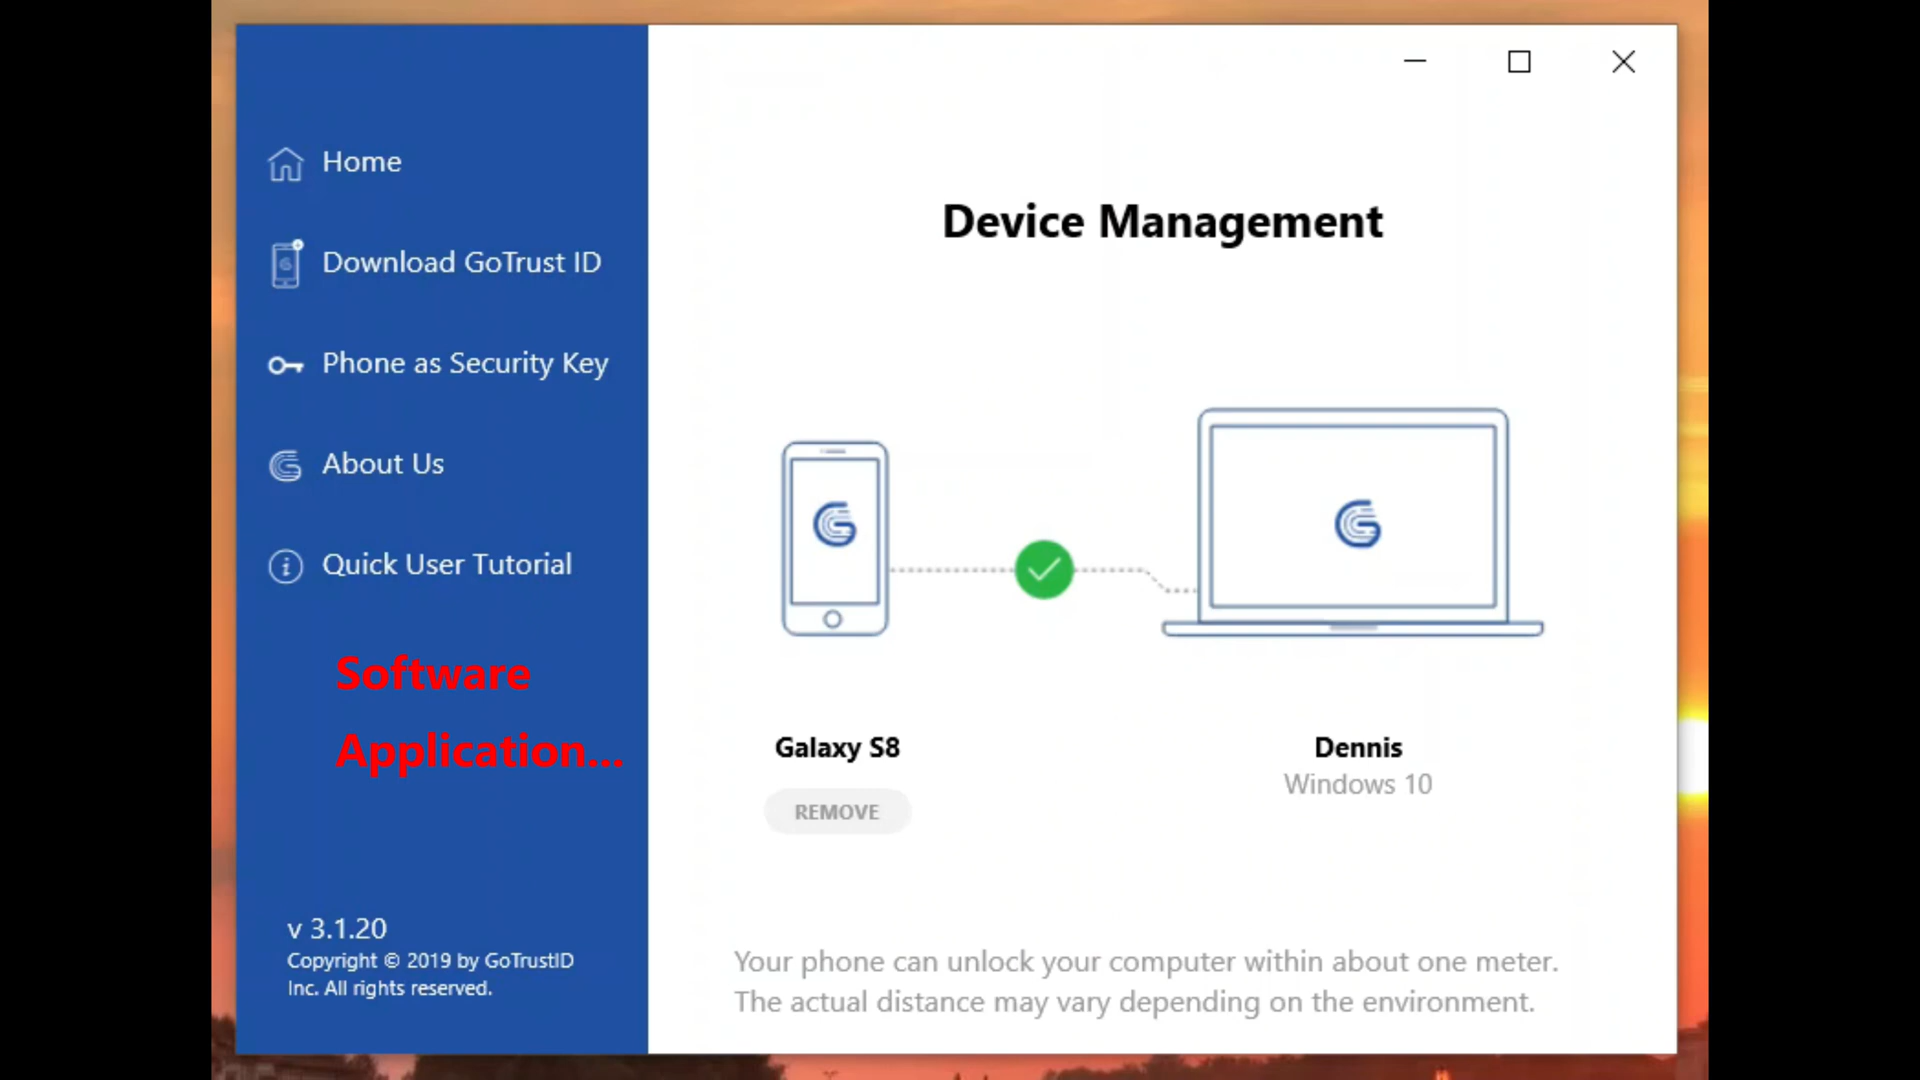 Home
Download GoTrust ID
Phone as Security Key
About Us
Quick User Tutorial
Software
Application...
v 3.1.20
Copyright © 2019 by GoTrustID
Inc. All rights reserved.
Device Management
Galaxy S8
REMOVE
Dennis
Windows 10
Your phone can unlock your computer within about one meter.
The actual distance may vary depending on the environment.